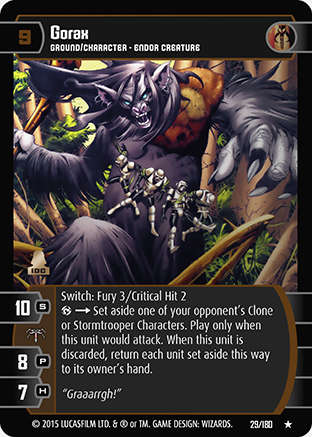 9
Gorax
GROUND/CHARACTER - ENDOR CREATURE
IDC
10 S
8 P
7 H
Switch: Fury 3/Critical Hit 2
→ Set aside one of your opponent's Clone
or Stormtrooper Characters. Play only when
this unit would attack. When this unit is
discarded, return each unit set aside this way
to its owner's hand.
"Graaarrgh!"
© 2015 LUCASFILM LTD. & ® or TM. GAME DESIGN: WIZARDS. 29/180 ★